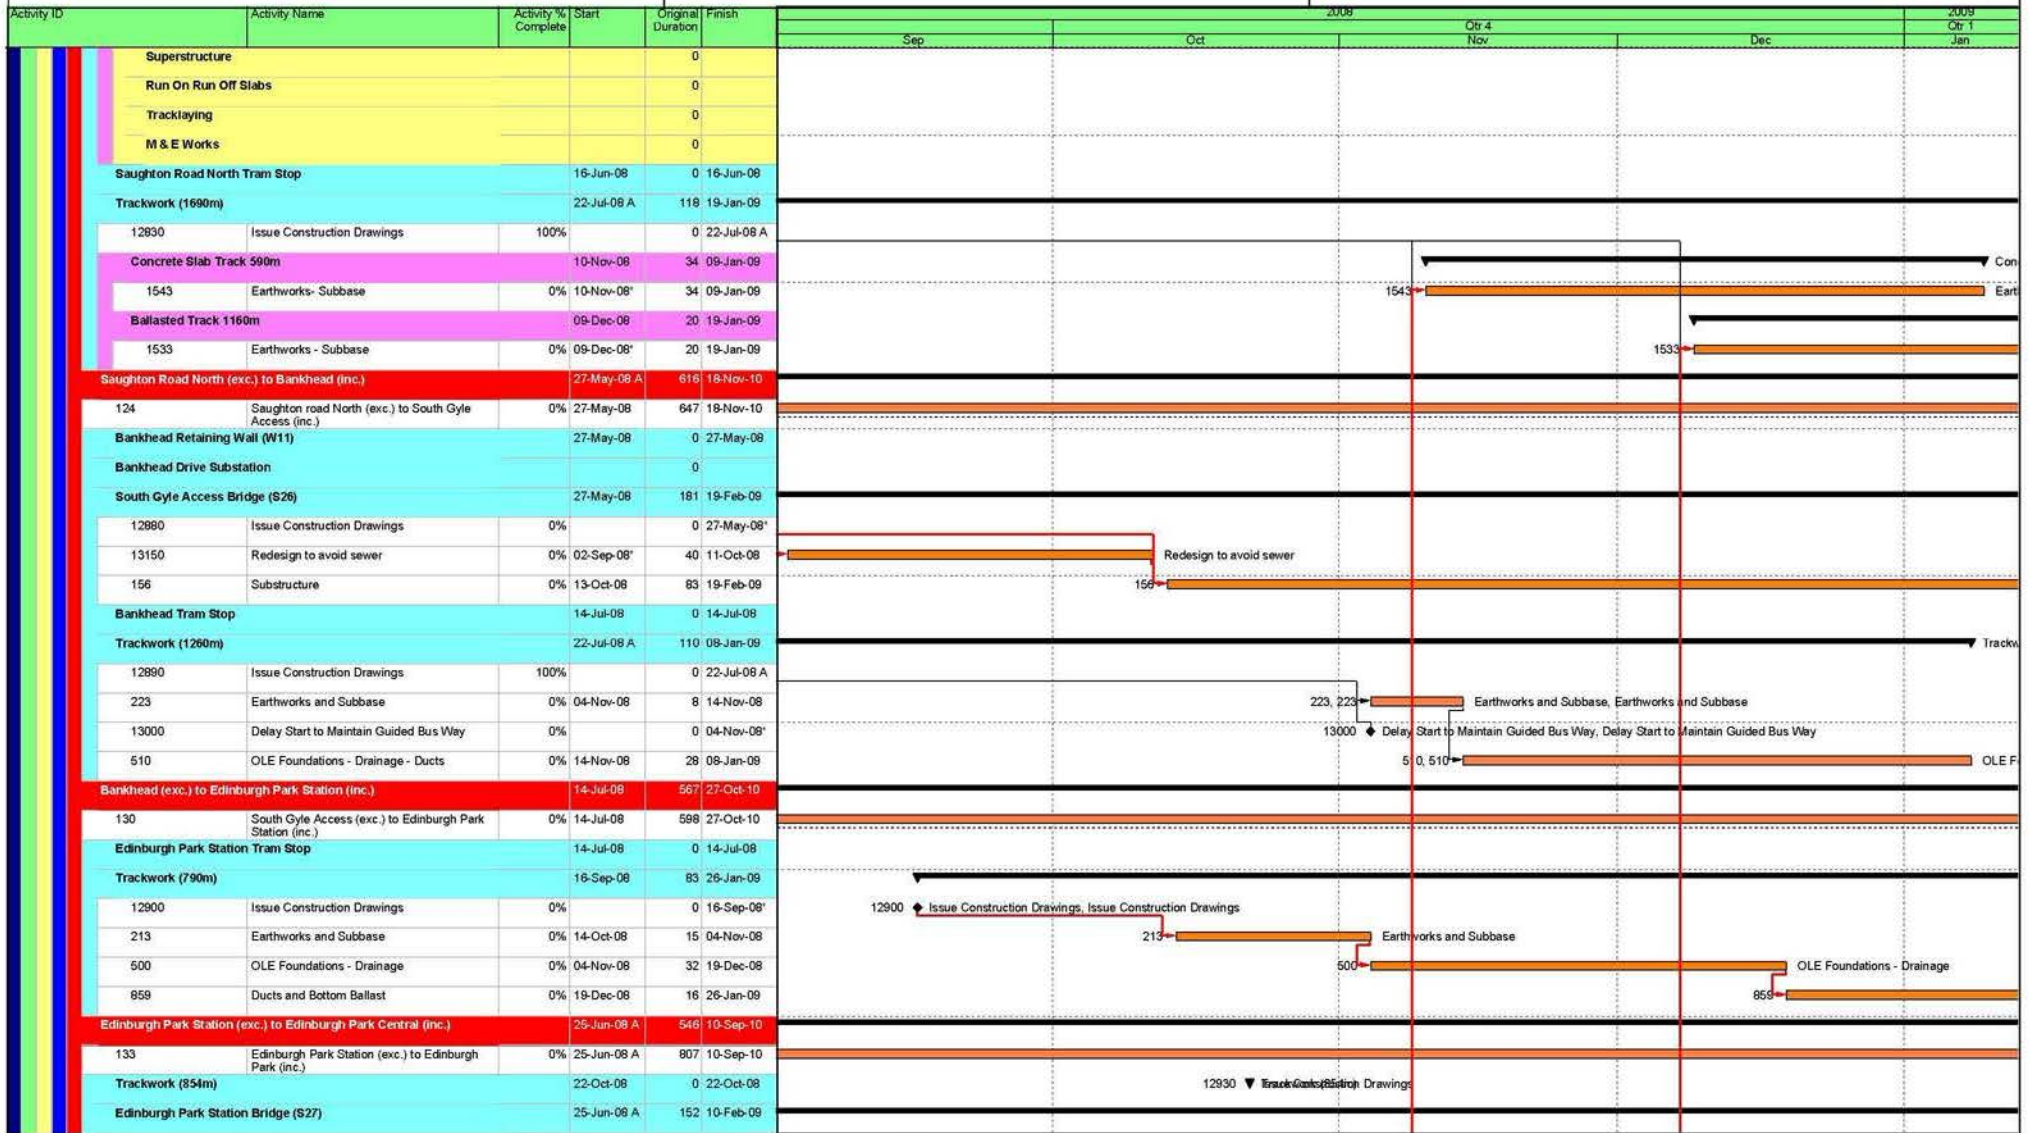 Activity ID Activity Name Activity % Start Original Finish 2008 2009
Complete Duration Qtr 4 Qtr 1
Sep Oct Nov Dec Jan
Superstructure 0
Run On Run Off Slabs 0
Tracklaying 0
M & E Works 0
Saughton Road North Tram Stop 16-Jun-08 0 16-Jun-08
Trackwork (1690m) 22-Jul-08 A 118 19-Jan-09
12830 Issue Construction Drawings 100% 0 22-Jul-08 A
Concrete Slab Track 590m 10-Nov-08 34 09-Jan-09 Con
1543 Earthworks- Subbase 0% 10-Nov-08* 34 09-Jan-09 1543 Eart
Ballasted Track 1160m 09-Dec-08 20 19-Jan-09
1533 Earthworks - Subbase 0% 09-Dec-08* 20 19-Jan-09 1533
Saughton Road North (exc.) to Bankhead (inc.) 27-May-08 A 616 18-Nov-10
124 Saughton road North (exc.) to South Gyle 0% 27-May-08 647 18-Nov-10
Access (inc.)
Bankhead Retaining Wall (W11) 27-May-08 0 27-May-08
Bankhead Drive Substation 0
South Gyle Access Bridge (S26) 27-May-08 181 19-Feb-09
12880 Issue Construction Drawings 0% 0 27-May-08*
13150 Redesign to avoid sewer 0% 02-Sep-08* 40 11-Oct-08 Redesign to avoid sewer
156 Substructure 0% 13-Oct-08 83 19-Feb-09 156
Bankhead Tram Stop 14-Jul-08 0 14-Jul-08
Trackwork (1260m) 22-Jul-08 A 110 08-Jan-09 Trackw
12890 Issue Construction Drawings 100% 0 22-Jul-08 A
223 Earthworks and Subbase 0% 04-Nov-08 8 14-Nov-08 223, 223 Earthworks and Subbase, Earthworks and Subbase
13000 Delay Start to Maintain Guided Bus Way 0% 0 04-Nov-08* 13000 Delay Start to Maintain Guided Bus Way, Delay Start to Maintain Guided Bus Way
510 OLE Foundations - Drainage - Ducts 0% 14-Nov-08 28 08-Jan-09 510, 510 OLE F
Bankhead (exc.) to Edinburgh Park Station (inc.) 14-Jul-08 567 27-Oct-10
130 South Gyle Access (exc.) to Edinburgh Park 0% 14-Jul-08 598 27-Oct-10
Station (inc.)
Edinburgh Park Station Tram Stop 14-Jul-08 0 14-Jul-08
Trackwork (790m) 16-Sep-08 83 26-Jan-09
12900 Issue Construction Drawings 0% 0 16-Sep-08* 12900 Issue Construction Drawings, Issue Construction Drawings
213 Earthworks and Subbase 0% 14-Oct-08 15 04-Nov-08 213 Earthworks and Subbase
500 OLE Foundations - Drainage 0% 04-Nov-08 32 19-Dec-08 500 OLE Foundations - Drainage
859 Ducts and Bottom Ballast 0% 19-Dec-08 16 26-Jan-09 859
Edinburgh Park Station (exc.) to Edinburgh Park Central (inc.) 25-Jun-08 A 546 10-Sep-10
133 Edinburgh Park Station (exc.) to Edinburgh 0% 25-Jun-08 A 807 10-Sep-10
Park (inc.)
Trackwork (854m) 22-Oct-08 0 22-Oct-08 12930 Drawings
Edinburgh Park Station Bridge (S27) 25-Jun-08 A 152 10-Feb-09